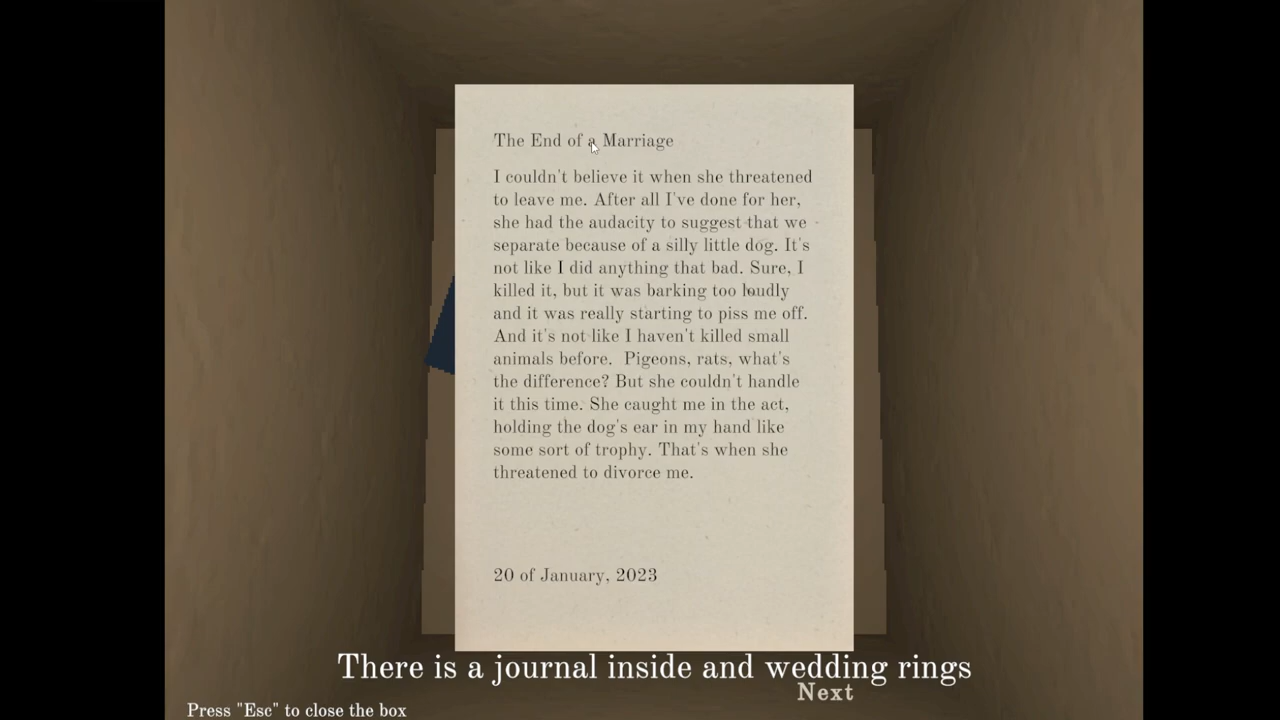 The End of a Marriage
I couldn't believe it when she threatened
to leave me. After all I've done for her,
she had the audacity to suggest that we
separate because of a silly little dog. It's
not like I did anything that bad. Sure, I
killed it, but it was barking too loudly
and it was really starting to piss me off.
And it's not like I haven't killed small
animals before.  Pigeons, rats, what's
the difference? But she couldn't handle
it this time. She caught me in the act,
holding the dog's ear in my hand like
some sort of trophy. That's when she
threatened to divorce me.
20 of January, 2023
There is a journal inside and wedding rings
Next
Press "Esc" to close the box